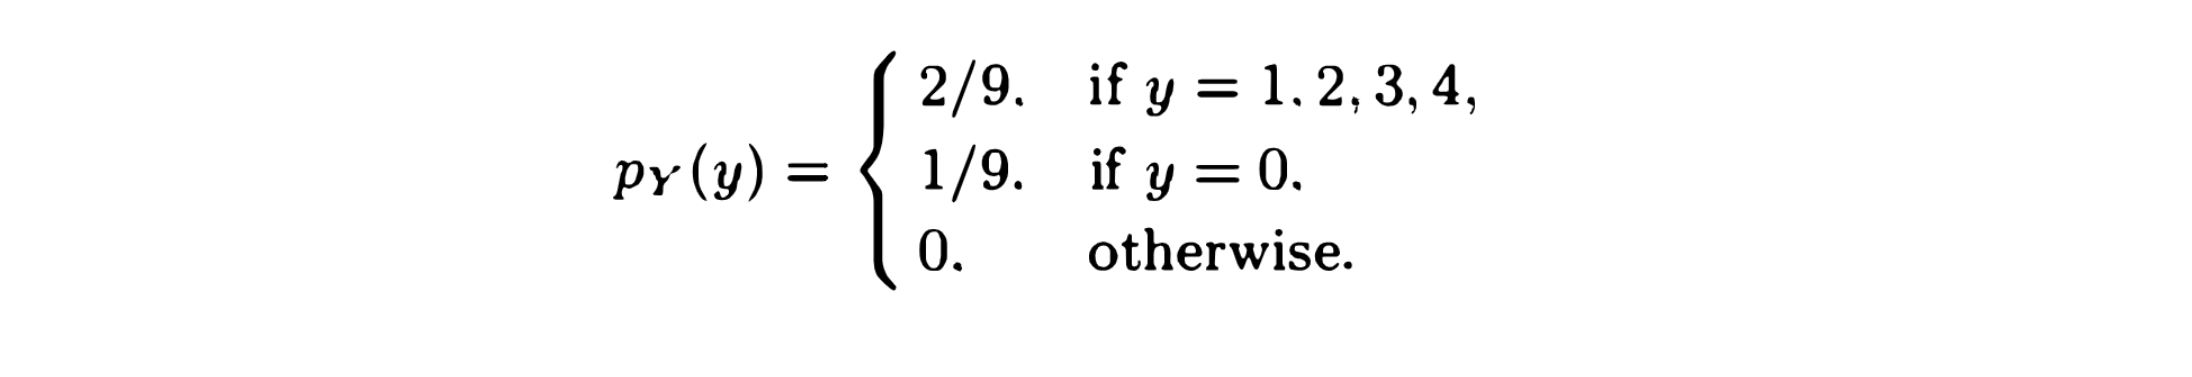 p_Y(y) = { 2/9. if y = 1. 2, 3, 4,
1/9. if y = 0.
0. otherwise.